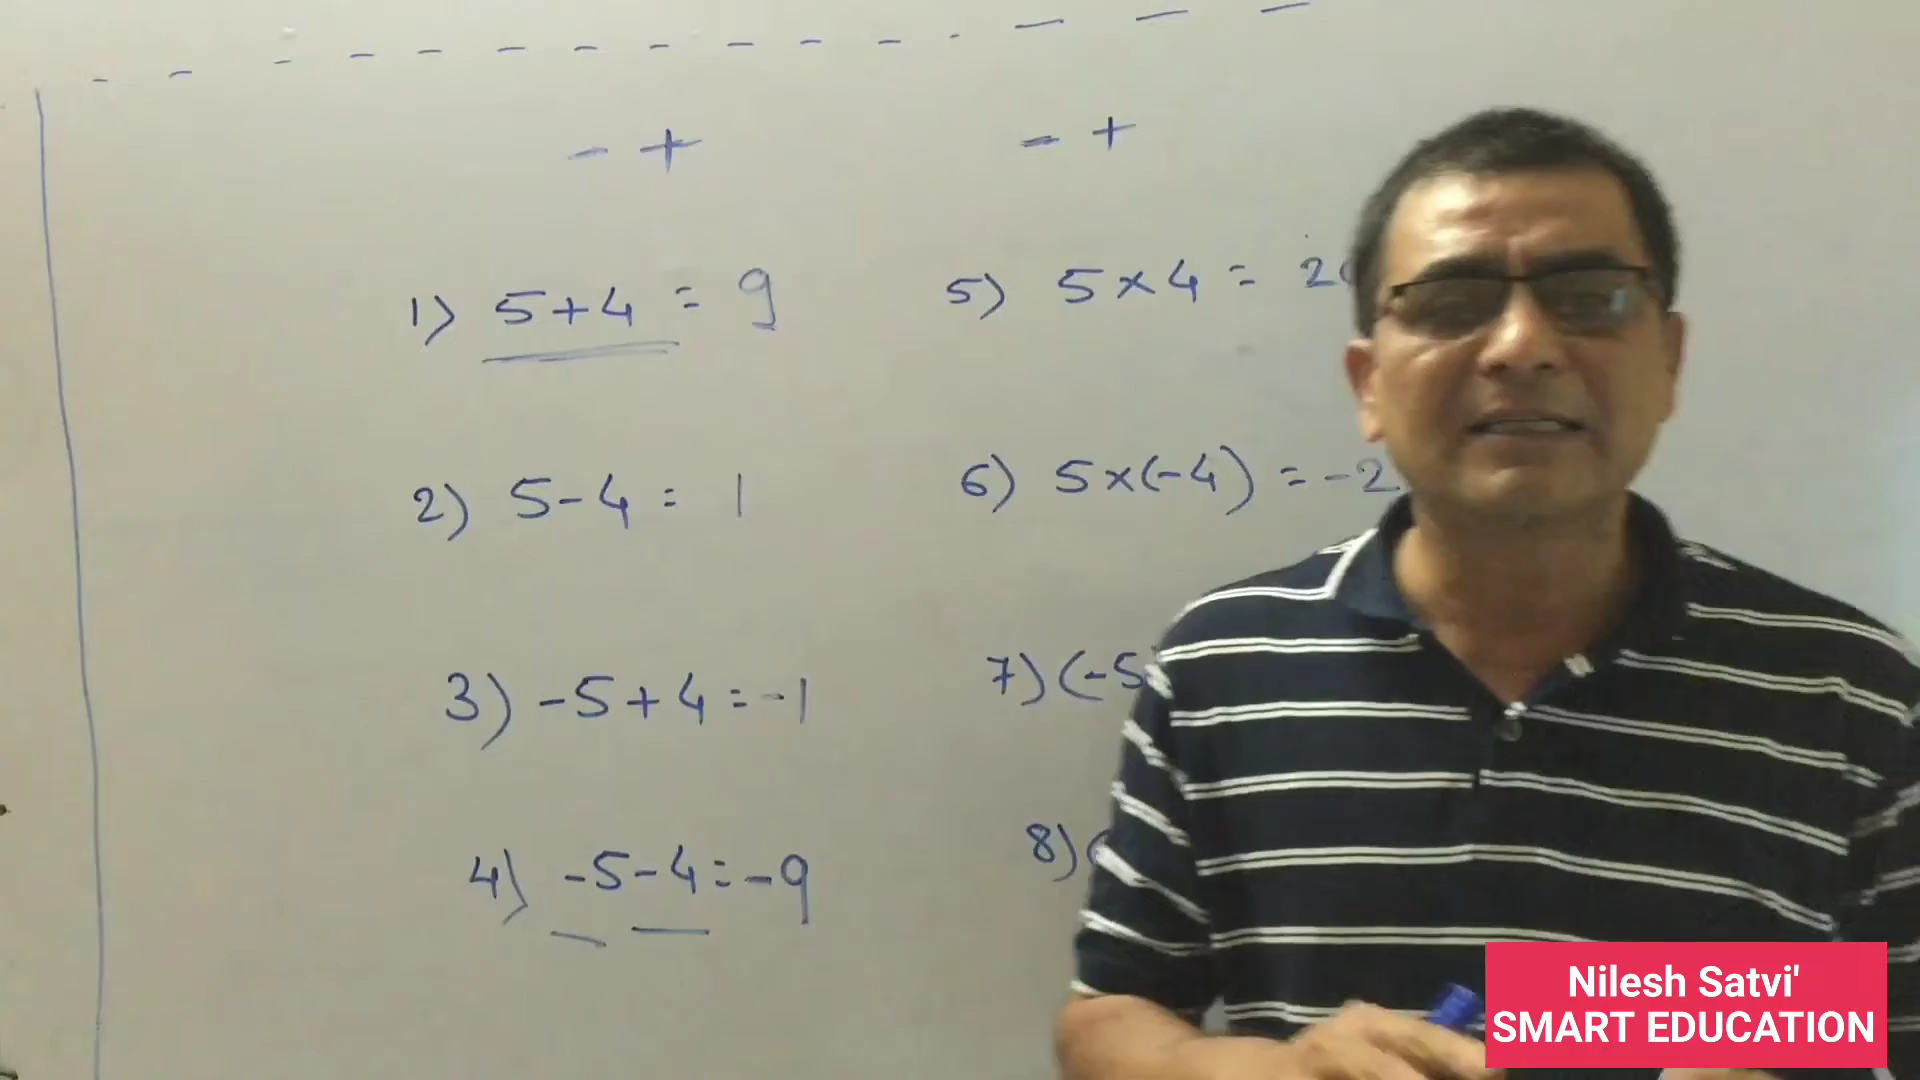 - +
1) 5+4 = 9
2) 5-4 = 1
3) -5+4 = -1
4) -5-4 = -9
- +
5) 5×4 = 20
6) 5×(-4) = -2
7) (-5
8) (
Nilesh Satvi'
SMART EDUCATION